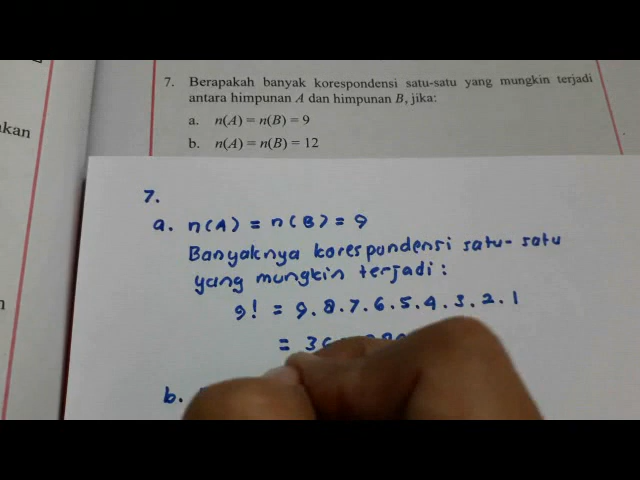 kan
7. Berapakah banyak korespondensi satu-satu yang mungkin terjadi
antara himpunan A dan himpunan B, jika:
a. n(A) = n(B) = 9
b. n(A) = n(B) = 12
7.
a. n(A) = n(B) = 9
Banyaknya korespondensi satu-satu
yang mungkin terjadi :
9! = 9.8.7.6.5.4.3.2.1
=
b.